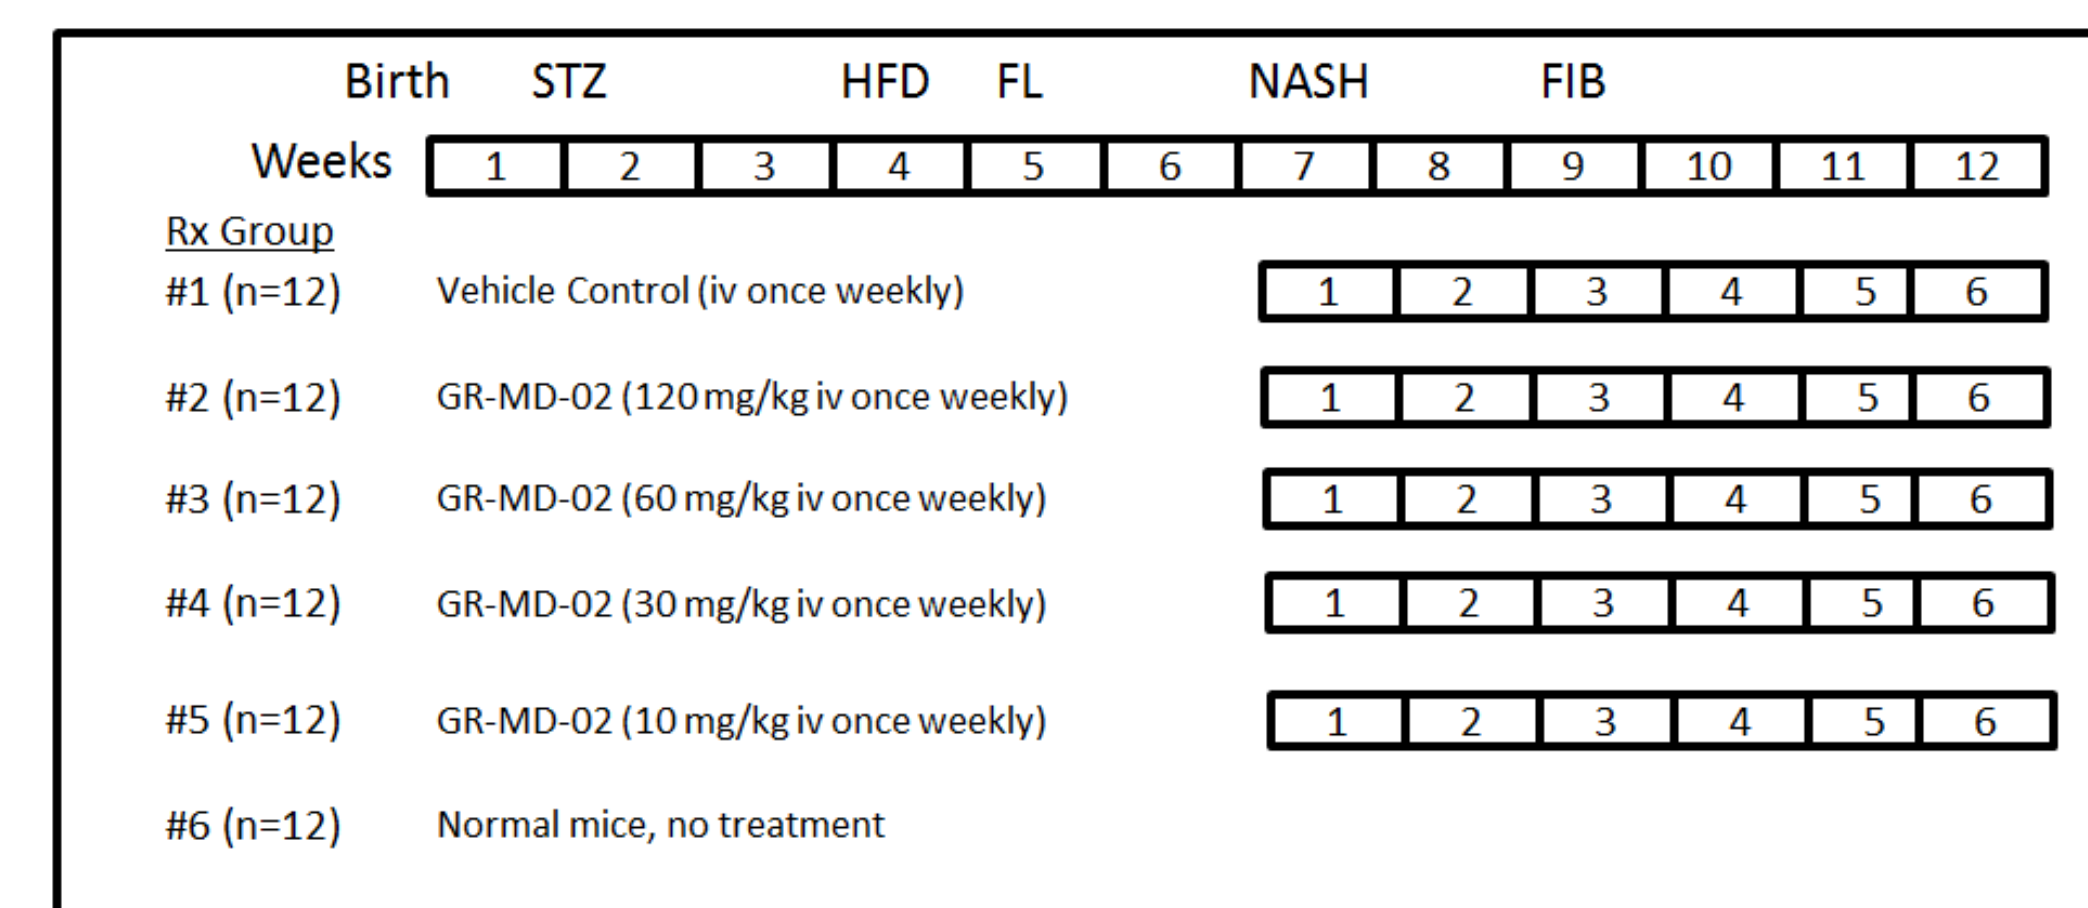 Birth STZ HFD FL NASH FIB
Weeks 1 2 3 4 5 6 7 8 9 10 11 12
Rx Group
#1 (n=12) Vehicle Control (iv once weekly) 1 2 3 4 5 6
#2 (n=12) GR-MD-02 (120 mg/kg iv once weekly) 1 2 3 4 5 6
#3 (n=12) GR-MD-02 (60 mg/kg iv once weekly) 1 2 3 4 5 6
#4 (n=12) GR-MD-02 (30 mg/kg iv once weekly) 1 2 3 4 5 6
#5 (n=12) GR-MD-02 (10 mg/kg iv once weekly) 1 2 3 4 5 6
#6 (n=12) Normal mice, no treatment